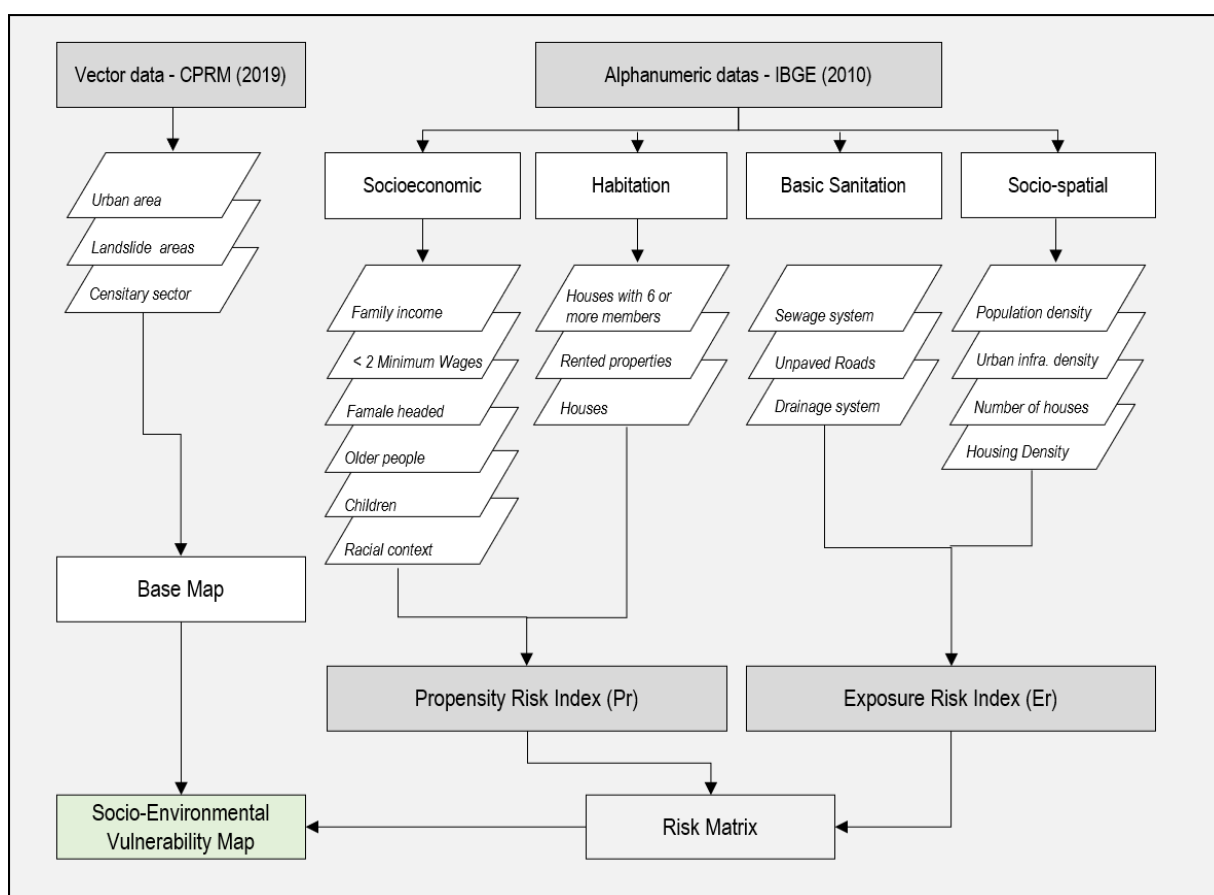 Vector data - CPRM (2019)
Alphanumeric datas - IBGE (2010)
Socioeconomic
Habitation
Basic Sanitation
Socio-spatial
Urban area
Landslide areas
Censitary sector
Family income
< 2 Minimum Wages
Famale headed
Older people
Children
Racial context
Houses with 6 or
more members
Rented properties
Houses
Sewage system
Unpaved Roads
Drainage system
Population density
Urban infra. density
Number of houses
Housing Density
Base Map
Propensity Risk Index (Pr)
Exposure Risk Index (Er)
Socio-Environmental
Vulnerability Map
Risk Matrix